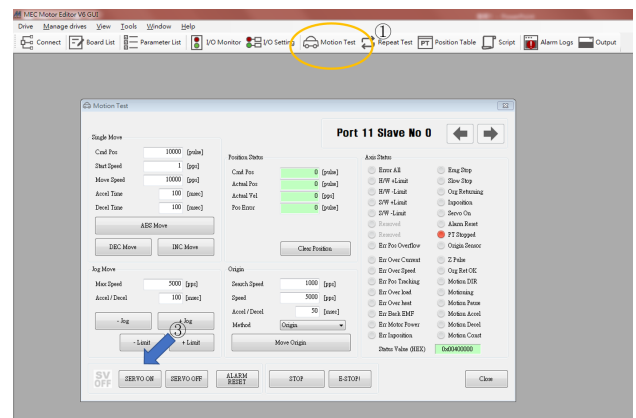 MEC Motor Editor V6 GUI
Drive Manage drives View Tools Window Help
Connect Board List Parameter List I/O Monitor I/O Setting Motion Test Repeat Test PT Position Table Script Alarm Logs Output
①
Motion Test
Port 11 Slave No 0
Single Move
Cmd Pos 10000 [pulse]
Start Speed 1 [pps]
Move Speed 10000 [pps]
Accel Time 100 [msec]
Decel Time 100 [msec]
ABS Move
DEC Move INC Move
Position Status
Cmd Pos 0 [pulse]
Actual Pos 0 [pulse]
Actual Vel 0 [pps]
Pos Error 0 [pulse]
Clear Position
Axis Status
Error All Emg Stop
H/W +Limit Slow Stop
H/W -Limit Org Returning
S/W +Limit Inposition
S/W -Limit Servo On
Reserved Alarm Reset
Reserved PT Stopped
Err Pos Overflow Origin Sensor
Err Over Current Z Pulse
Err Over Speed Org Ret OK
Err Pos Tracking Motion DIR
Err Over load Motioning
Err Over heat Motion Pause
Err Back EMF Motion Accel
Err Motor Power Motion Decel
Err Inposition Motion Const
Status Value (HEX) 0x00400000
Jog Move
Max Speed 5000 [pps]
Accel / Decel 100 [msec]
- Jog + Jog
③
- Limit + Limit
Origin
Search Speed 1000 [pps]
Speed 5000 [pps]
Accel / Decel 50 [msec]
Method Origin
Move Origin
SV OFF SERVO ON SERVO OFF ALARM RESET STOP E-STOP! Close